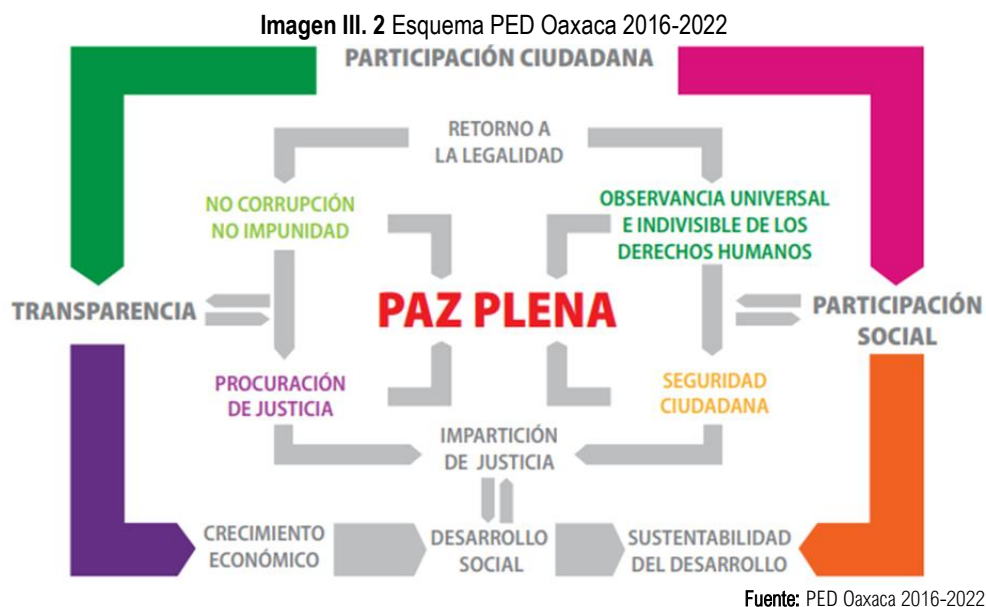 Imagen III. 2 Esquema PED Oaxaca 2016-2022
PARTICIPACIÓN CIUDADANA
RETORNO A
LA LEGALIDAD
NO CORRUPCIÓN
NO IMPUNIDAD
OBSERVANCIA UNIVERSAL
E INDIVISIBLE DE LOS
DERECHOS HUMANOS
TRANSPARENCIA
PAZ PLENA
PARTICIPACIÓN
SOCIAL
PROCURACIÓN
DE JUSTICIA
SEGURIDAD
CIUDADANA
IMPARTICIÓN
DE JUSTICIA
CRECIMIENTO
ECONÓMICO
DESARROLLO
SOCIAL
SUSTENTABILIDAD
DEL DESARROLLO
Fuente: PED Oaxaca 2016-2022